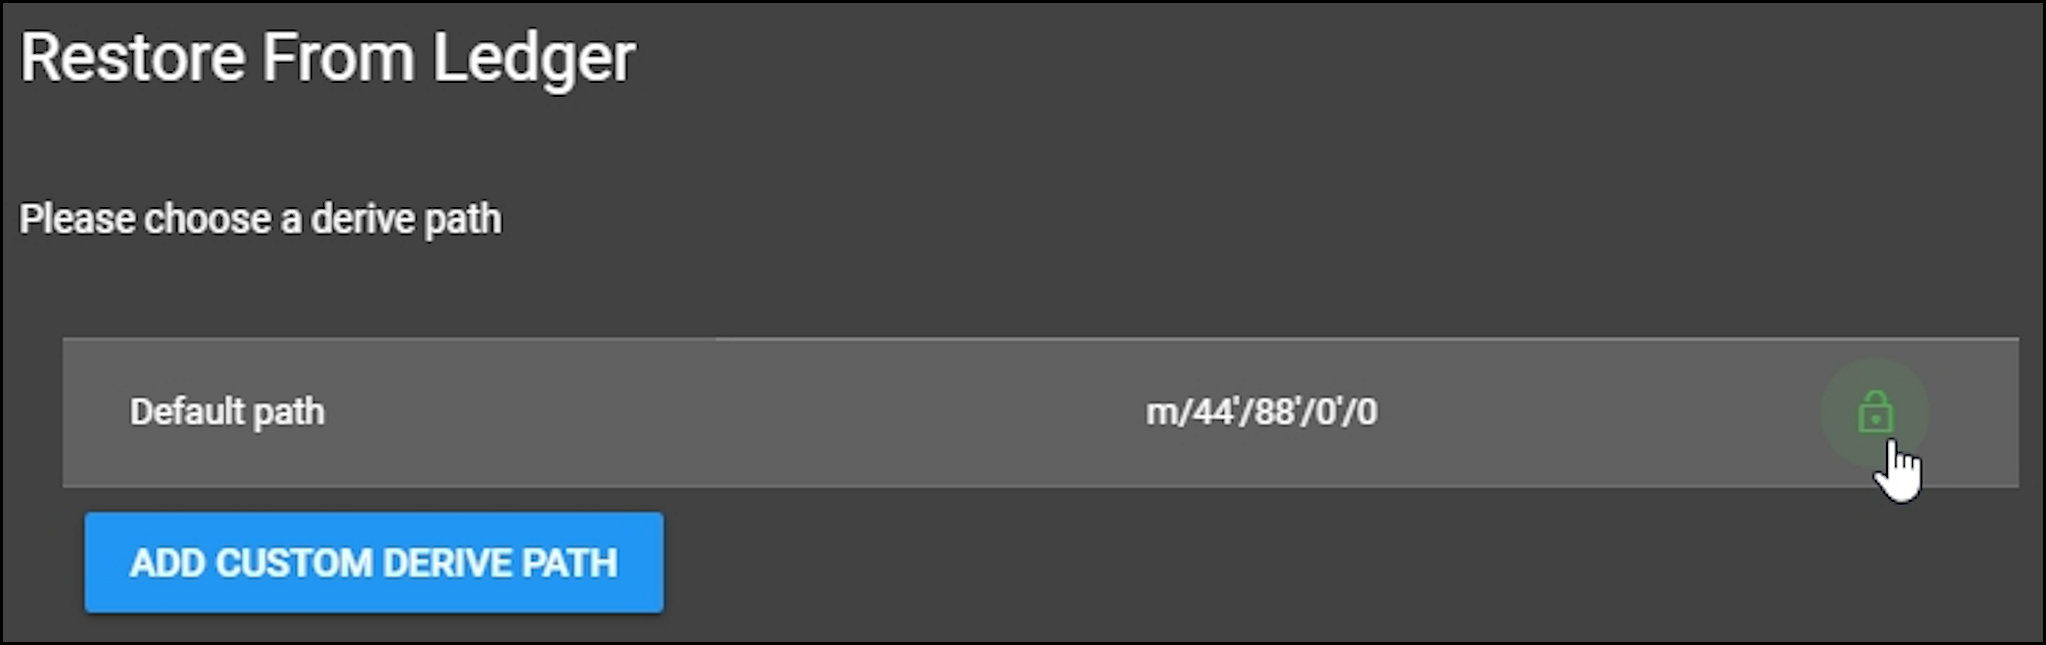 Restore From Ledger
Please choose a derive path
Default path m/44'/88'/0'/0
ADD CUSTOM DERIVE PATH